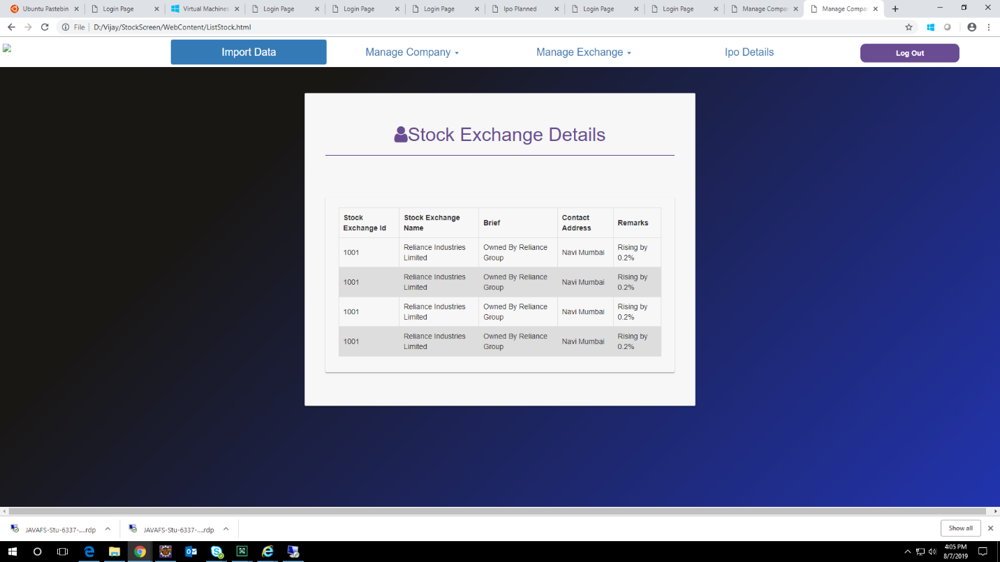 Ubuntu Pastebin
Login Page
Virtual Machines
Login Page
Login Page
Login Page
Ipo Planned
Login Page
Login Page
Manage Compan
Manage Compan
File
D:/Vijay/StockScreen/WebContent/ListStock.html
Import Data
Manage Company
Manage Exchange
Ipo Details
Log Out
Stock Exchange Details
Stock
Exchange Id
Stock Exchange
Name
Brief
Contact
Address
Remarks
1001
Reliance Industries
Limited
Owned By Reliance
Group
Navi Mumbai
Rising by
0.2%
1001
Reliance Industries
Limited
Owned By Reliance
Group
Navi Mumbai
Rising by
0.2%
1001
Reliance Industries
Limited
Owned By Reliance
Group
Navi Mumbai
Rising by
0.2%
1001
Reliance Industries
Limited
Owned By Reliance
Group
Navi Mumbai
Rising by
0.2%
JAVAFS-Stu-6337-....rdp
JAVAFS-Stu-6337-....rdp
Show all
4:05 PM
8/7/2019